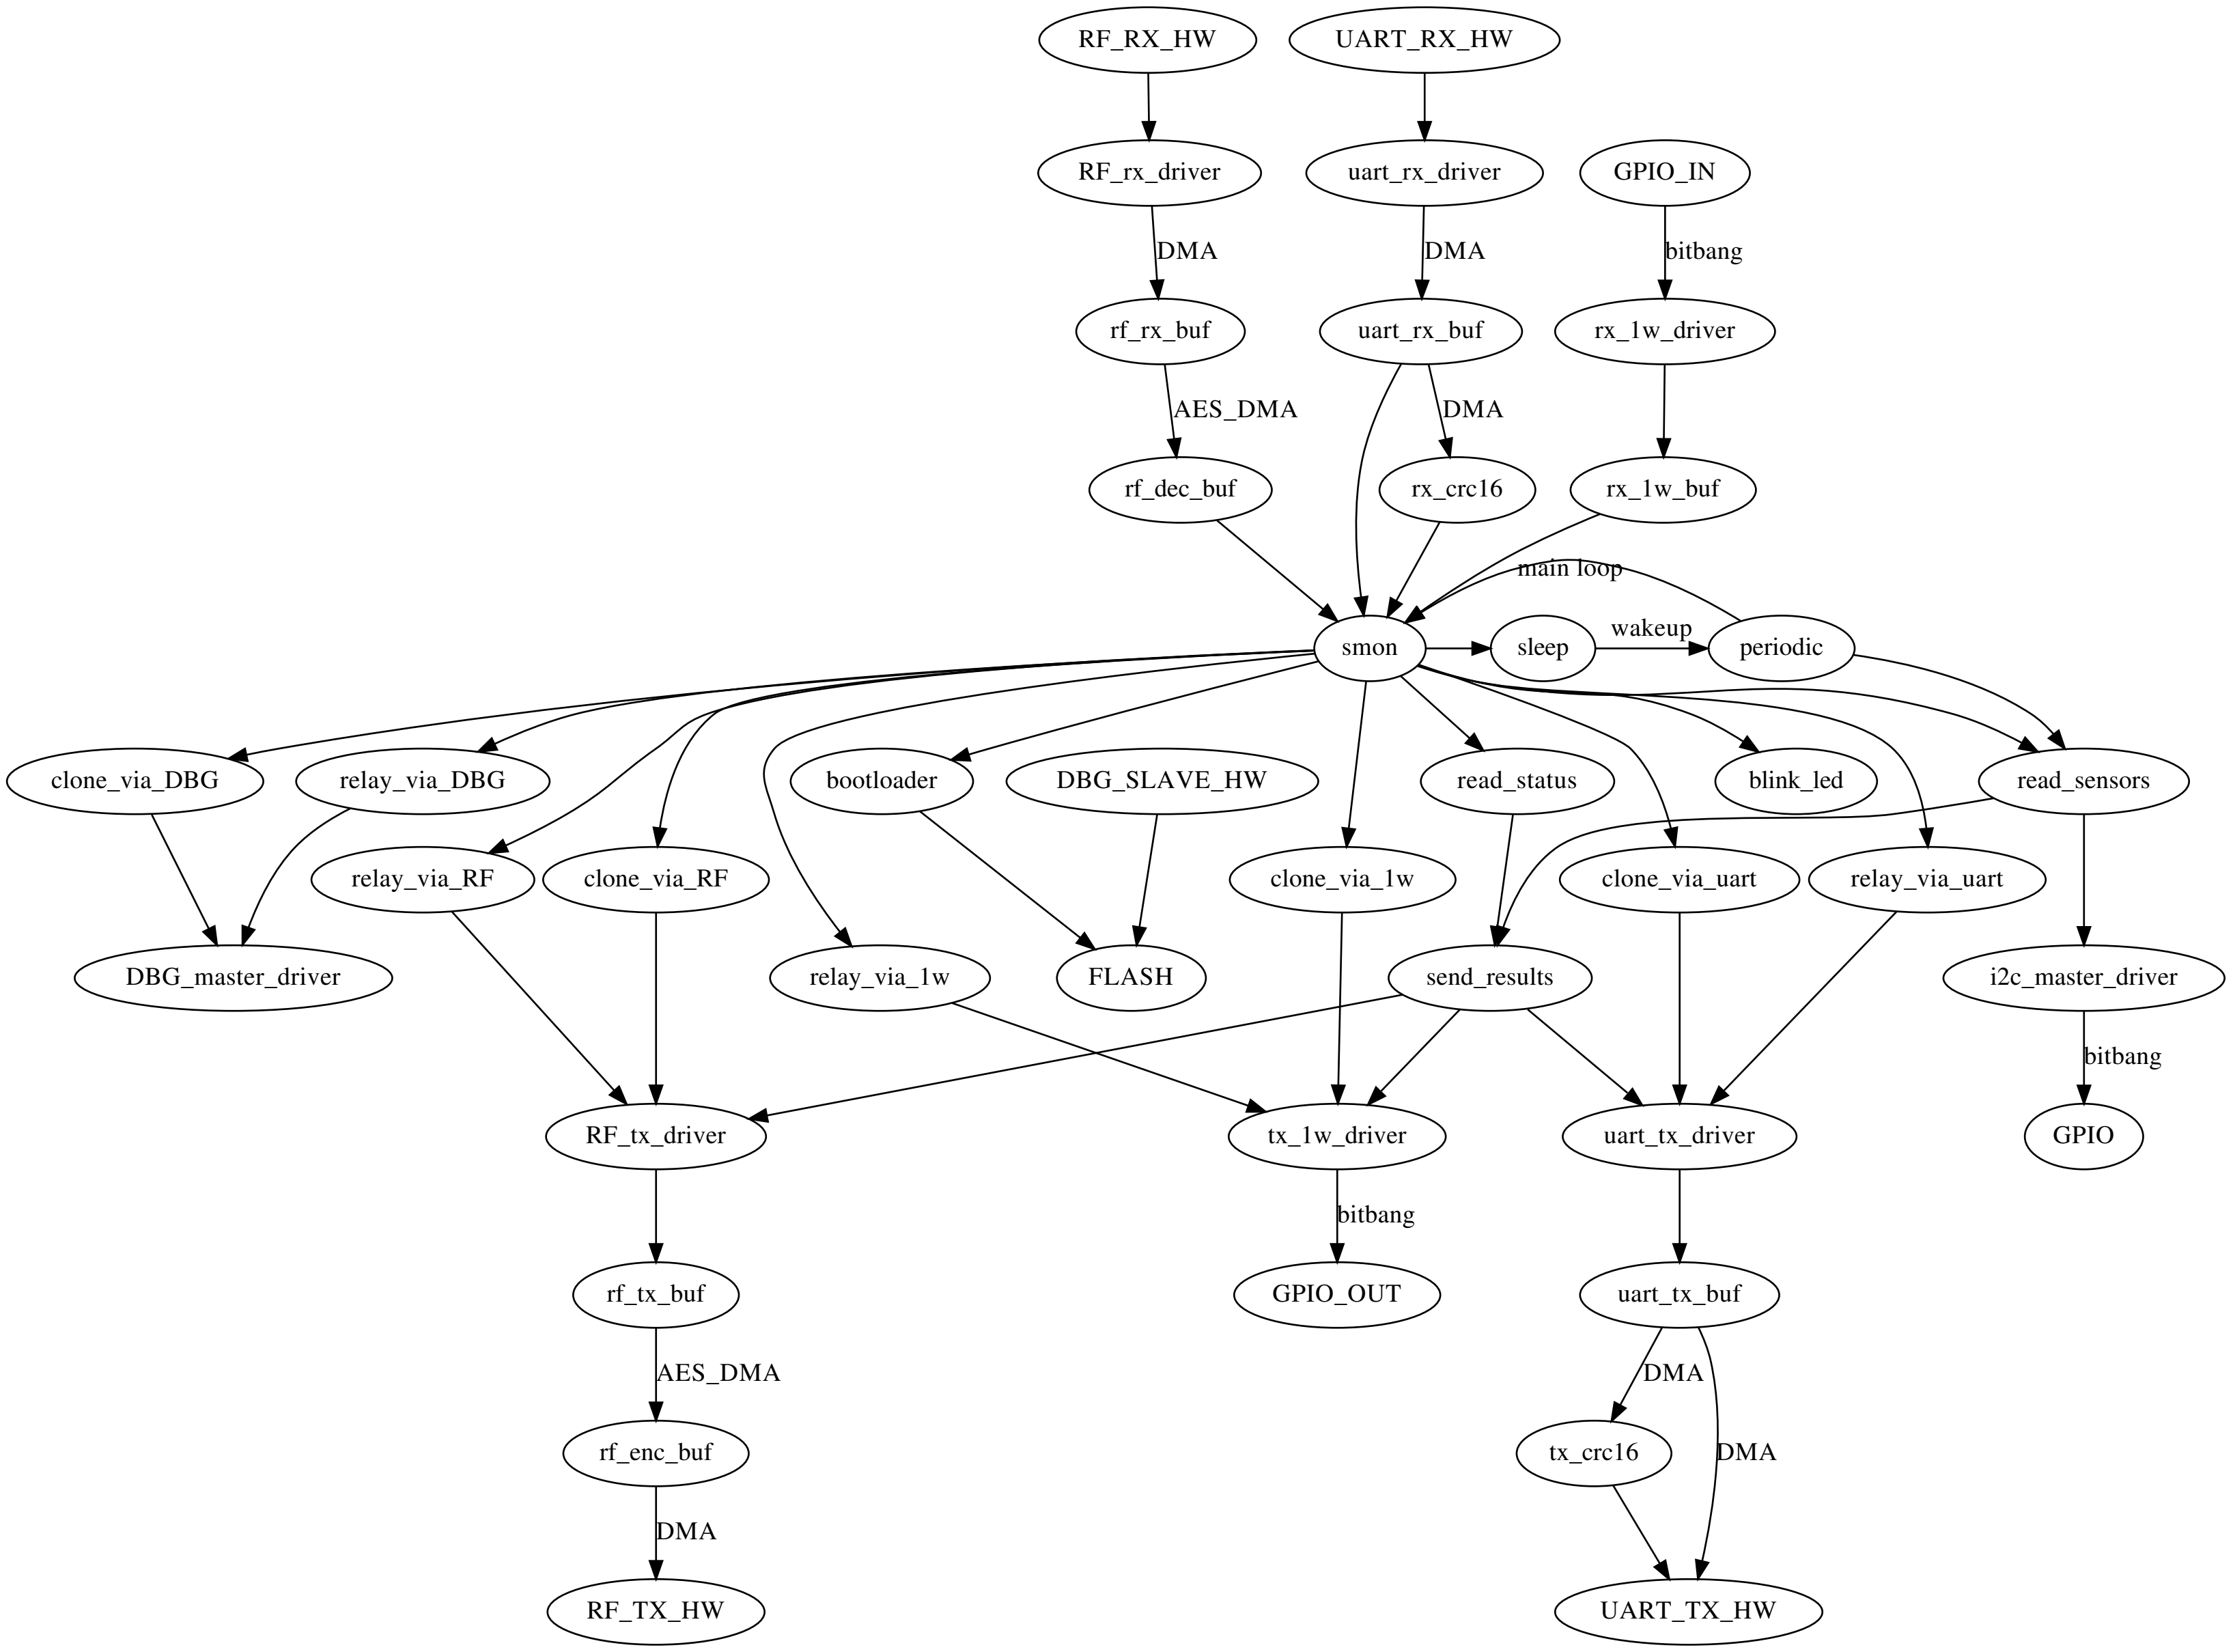 RF_RX_HW
UART_RX_HW
RF_rx_driver
uart_rx_driver
GPIO_IN
DMA
DMA
bitbang
rf_rx_buf
uart_rx_buf
rx_1w_driver
AES_DMA
DMA
rf_dec_buf
rx_crc16
rx_1w_buf
main loop
smon
sleep
wakeup
periodic
clone_via_DBG
relay_via_DBG
bootloader
DBG_SLAVE_HW
read_status
blink_led
read_sensors
relay_via_RF
clone_via_RF
clone_via_1w
clone_via_uart
relay_via_uart
DBG_master_driver
relay_via_1w
FLASH
send_results
i2c_master_driver
bitbang
RF_tx_driver
tx_1w_driver
uart_tx_driver
GPIO
bitbang
rf_tx_buf
GPIO_OUT
uart_tx_buf
AES_DMA
DMA
rf_enc_buf
tx_crc16
DMA
DMA
RF_TX_HW
UART_TX_HW